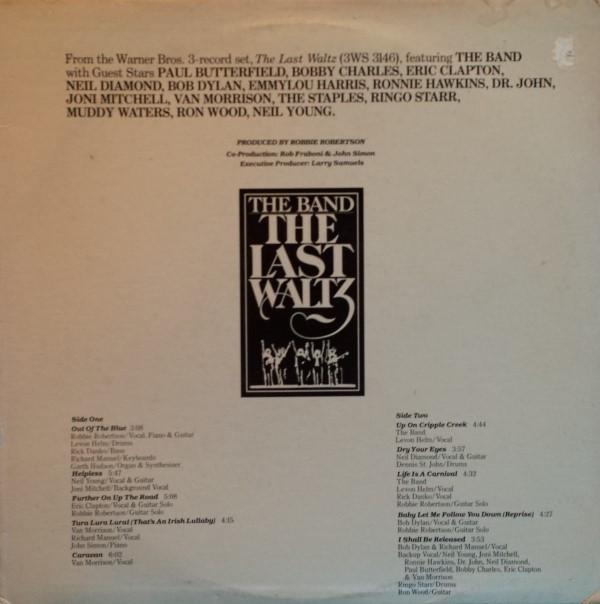 From the Warner Bros. 3-record set, The Last Waltz (3WS 3146), featuring THE BAND
with Guest Stars PAUL BUTTERFIELD, BOBBY CHARLES, ERIC CLAPTON,
NEIL DIAMOND, BOB DYLAN, EMMYLOU HARRIS, RONNIE HAWKINS, DR. JOHN,
JONI MITCHELL, VAN MORRISON, THE STAPLES, RINGO STARR,
MUDDY WATERS, RON WOOD, NEIL YOUNG.
PRODUCED BY ROBBIE ROBERTSON
Co-Production: Rob Fraboni & John Simon
Executive Producer: Larry Samuels
THE BAND
THE
LAST
WALTZ
Side One
Out Of The Blue 3:08
Robbie Robertson/Vocal, Piano & Guitar
Levon Helm/Drums
Rick Danko/Bass
Richard Manuel/Keyboards
Garth Hudson/Organ & Synthesizer
Helpless 5:47
Neil Young/Vocal & Guitar
Joni Mitchell/Background Vocal
Further On Up The Road 5:08
Eric Clapton/Vocal & Guitar Solo
Robbie Robertson/Guitar Solo
Tura Lura Lural (That's An Irish Lullaby) 4:15
Van Morrison/Vocal
Richard Manuel/Vocal
John Simon/Piano
Caravan 6:02
Van Morrison/Vocal
Side Two
Up On Cripple Creek 4:44
The Band
Levon Helm/Vocal
Dry Your Eyes 3:57
Neil Diamond/Vocal & Guitar
Dennis St. John/Drums
Life Is A Carnival 4:32
The Band
Levon Helm/Vocal
Rick Danko/Vocal
Robbie Robertson/Guitar Solo
Baby Let Me Follow You Down (Reprise) 4:27
Bob Dylan/Vocal & Guitar
Robbie Robertson/Guitar Solo
I Shall Be Released 3:53
Bob Dylan & Richard Manuel/Vocal
Backup Vocal/Neil Young, Joni Mitchell,
Ronnie Hawkins, Dr. John, Neil Diamond,
Paul Butterfield, Bobby Charles, Eric Clapton
& Van Morrison
Ringo Starr/Drums
Ron Wood/Guitar